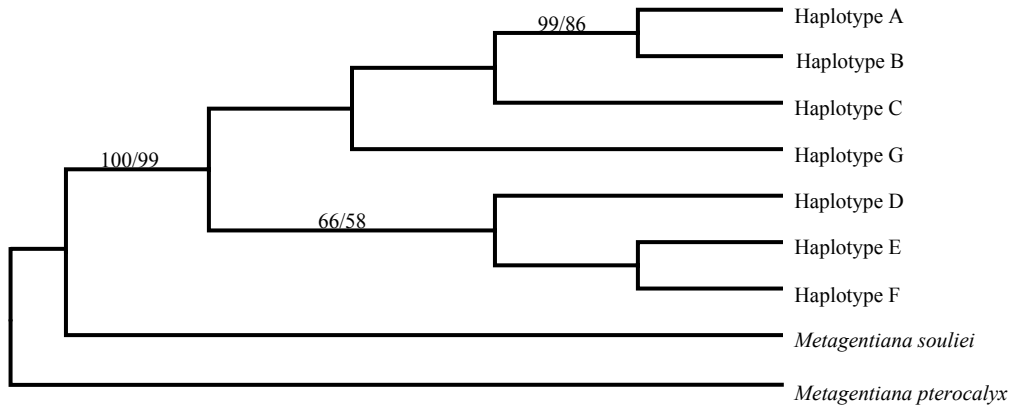 99/86
Haplotype A
Haplotype B
Haplotype C
100/99
Haplotype G
66/58
Haplotype D
Haplotype E
Haplotype F
Metagentiana souliei
Metagentiana pterocalyx